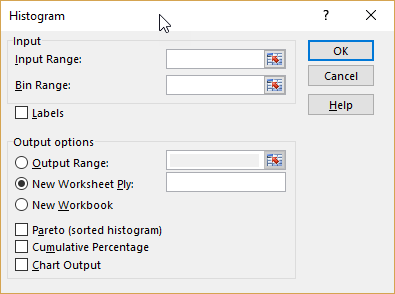 Histogram ? ×
Input
Input Range:
Bin Range:
Labels
OK
Cancel
Help
Output options
Output Range:
New Worksheet Ply:
New Workbook
Pareto (sorted histogram)
Cumulative Percentage
Chart Output